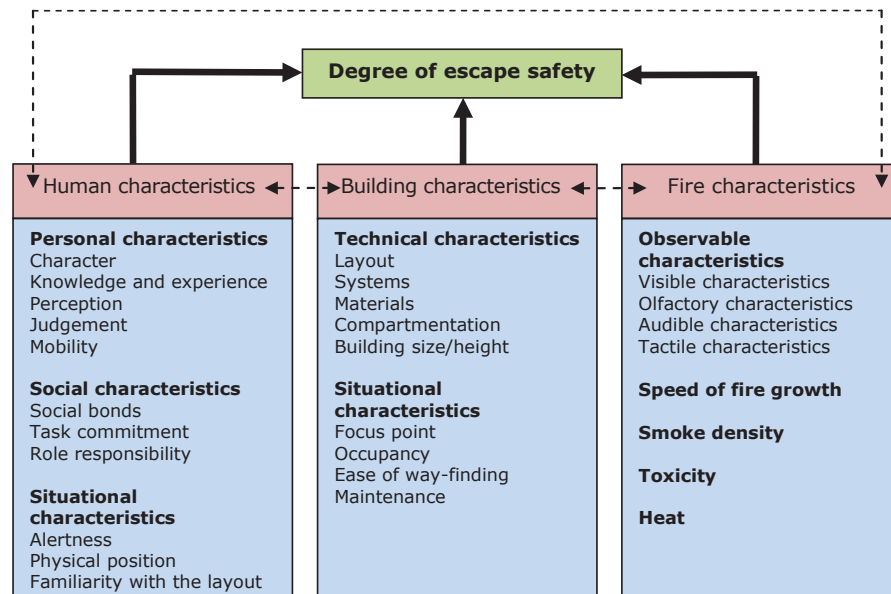 Degree of escape safety
Human characteristics
Personal characteristics
Character
Knowledge and experience
Perception
Judgement
Mobility
Social characteristics
Social bonds
Task commitment
Role responsibility
Situational
characteristics
Alertness
Physical position
Familiarity with the layout
Building characteristics
Technical characteristics
Layout
Systems
Materials
Compartmentation
Building size/height
Situational
characteristics
Focus point
Occupancy
Ease of way-finding
Maintenance
Fire characteristics
Observable
characteristics
Visible characteristics
Olfactory characteristics
Audible characteristics
Tactile characteristics
Speed of fire growth
Smoke density
Toxicity
Heat